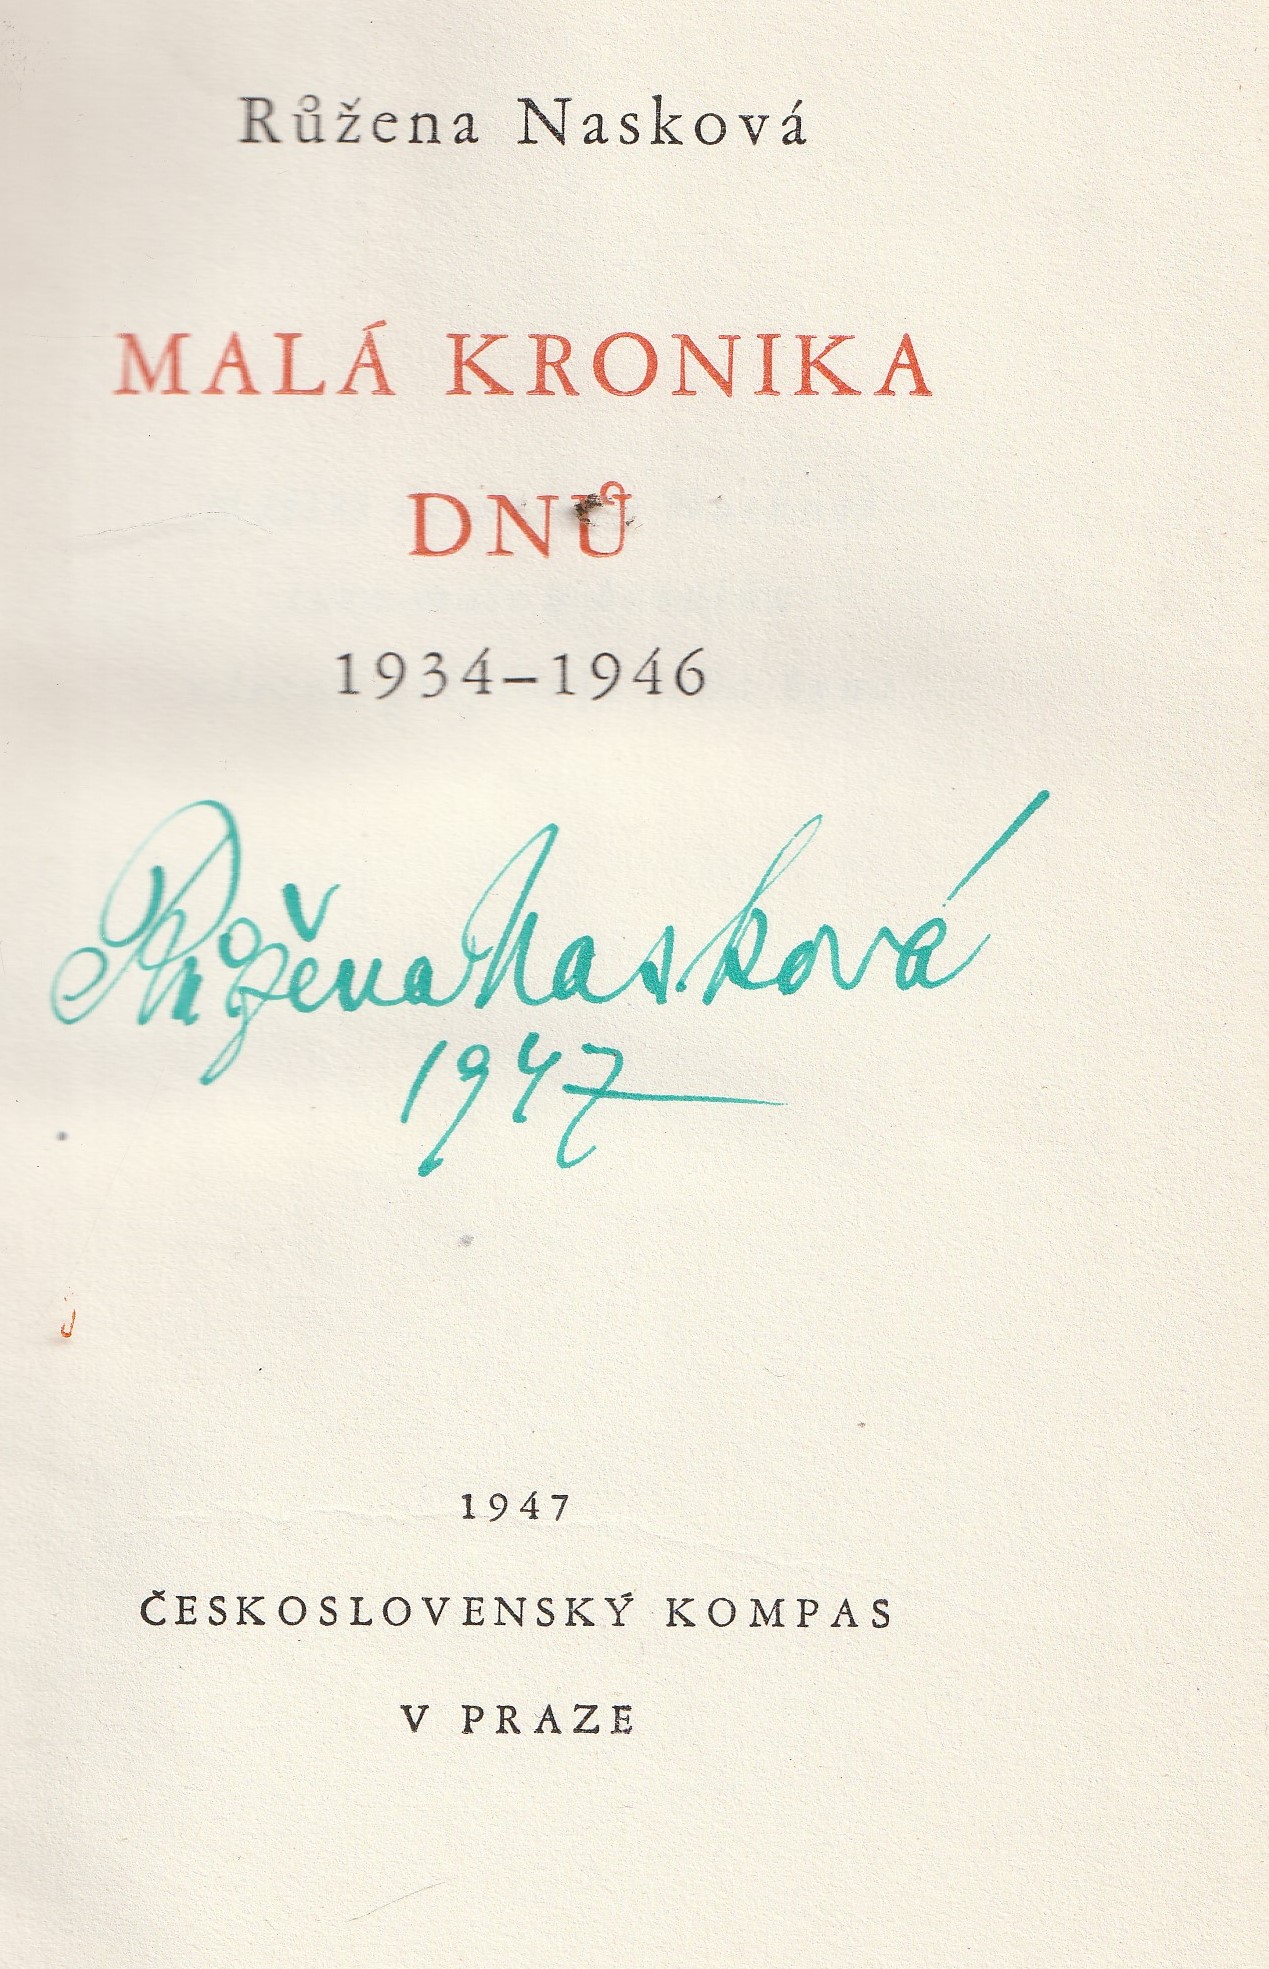 Růžena Nasková
MALÁ KRONIKA
DNŮ
1934–1946
Růžena Nasková
1947
1947
ČESKOSLOVENSKÝ KOMPAS
V PRAZE